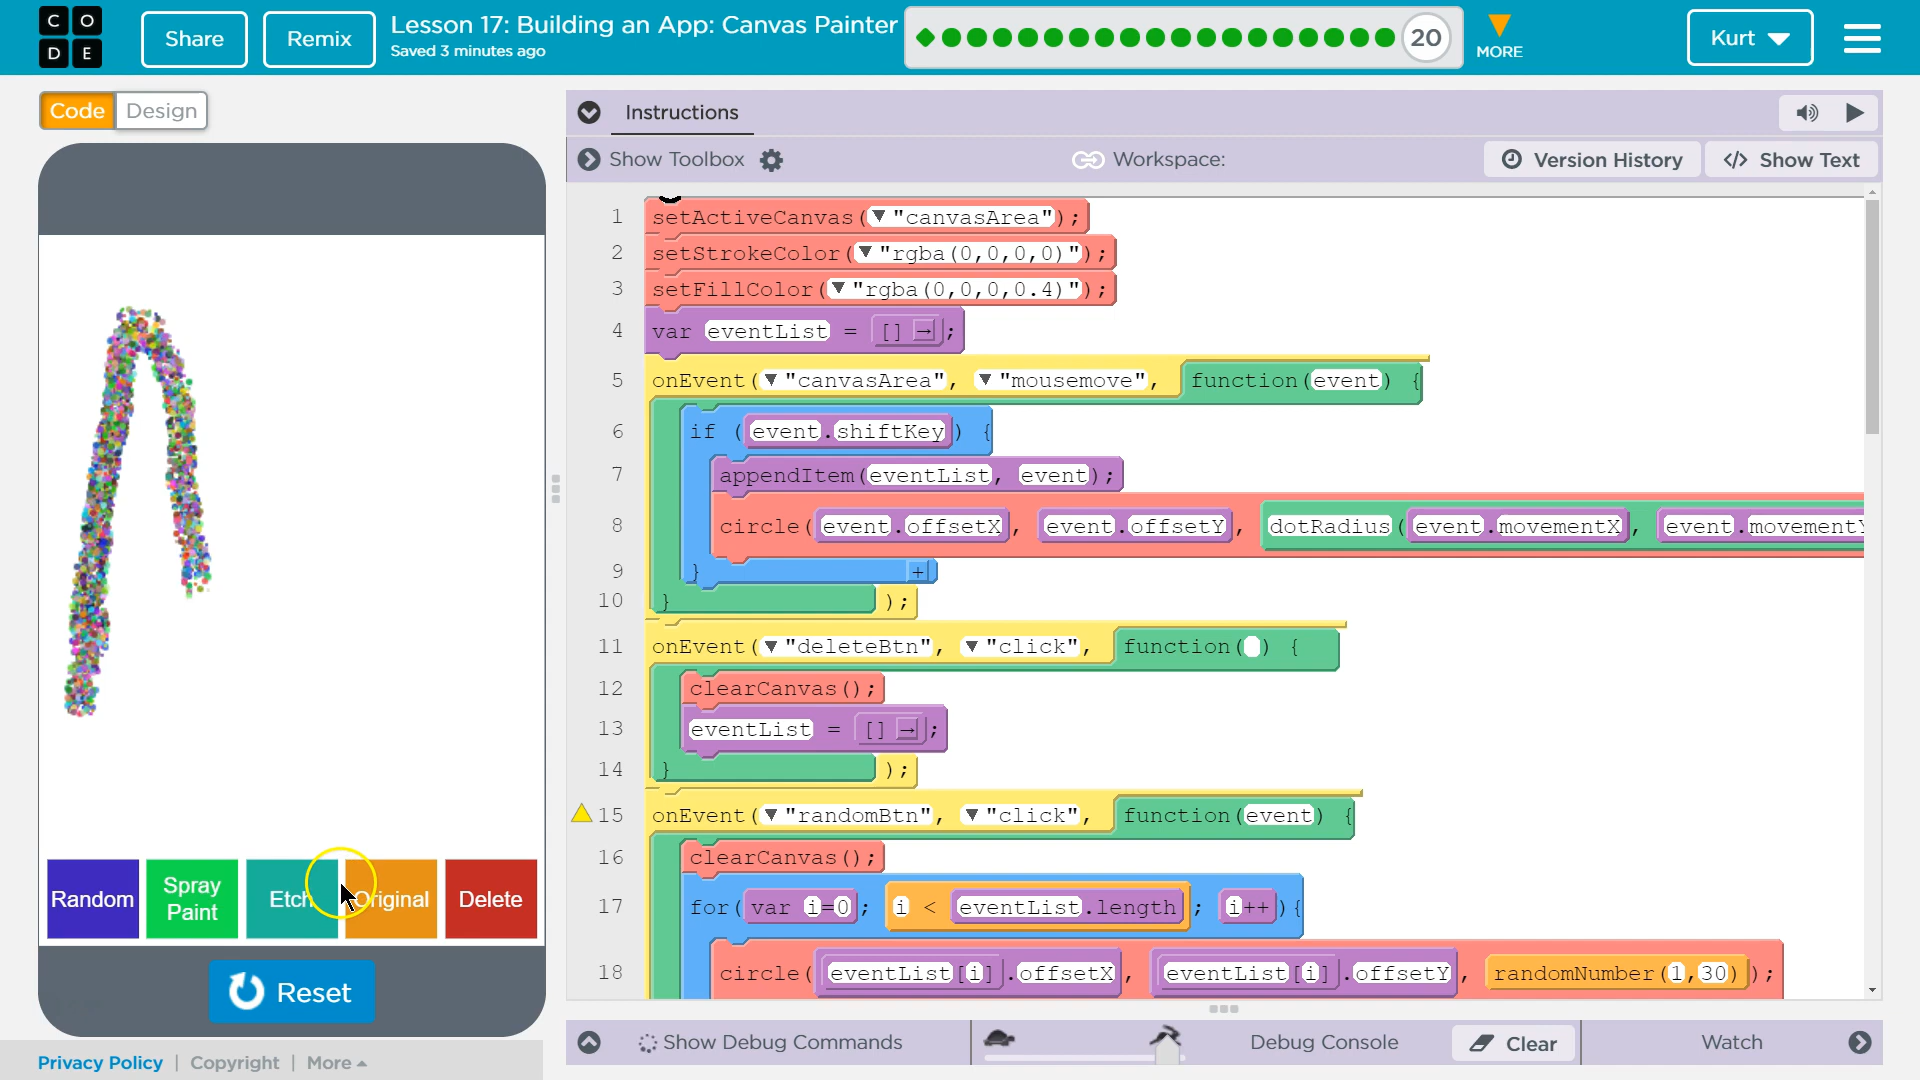 CODE
Share
Remix
Lesson 17: Building an App: Canvas Painter
Saved 3 minutes ago
20
MORE
Kurt
Code
Design
Instructions
Show Toolbox
Workspace:
Version History
</> Show Text
1 setActiveCanvas("canvasArea");
2 setStrokeColor("rgba(0,0,0,0)");
3 setFillColor("rgba(0,0,0,0.4)");
4 var eventList = [];
5 onEvent("canvasArea", "mousemove", function(event) {
6 if (event.shiftKey) {
7 appendItem(eventList, event);
8 circle(event.offsetX, event.offsetY, dotRadius(event.movementX, event.movementY
9 } +
10 } );
11 onEvent("deleteBtn", "click", function( ) {
12 clearCanvas();
13 eventList = [];
14 } );
15 onEvent("randomBtn", "click", function(event) {
16 clearCanvas();
17 for(var i=0; i < eventList.length; i++){
18 circle(eventList[i].offsetX, eventList[i].offsetY, randomNumber(1,30));
Random
Spray
Paint
Etch
Original
Delete
Reset
Privacy Policy | Copyright | More
Show Debug Commands
Debug Console
Clear
Watch